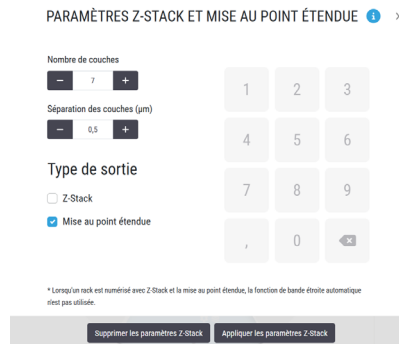 PARAMÈTRES Z-STACK ET MISE AU POINT ÉTENDUE i
Nombre de couches
− 7 +
Séparation des couches (µm)
− 0,5 +
1 2 3
4 5 6
7 8 9
, 0
Type de sortie
Z-Stack
Mise au point étendue
* Lorsqu'un rack est numérisé avec Z-Stack et la mise au point étendue, la fonction de bande étroite automatique
n'est pas utilisée.
Supprimer les paramètres Z-Stack Appliquer les paramètres Z-Stack